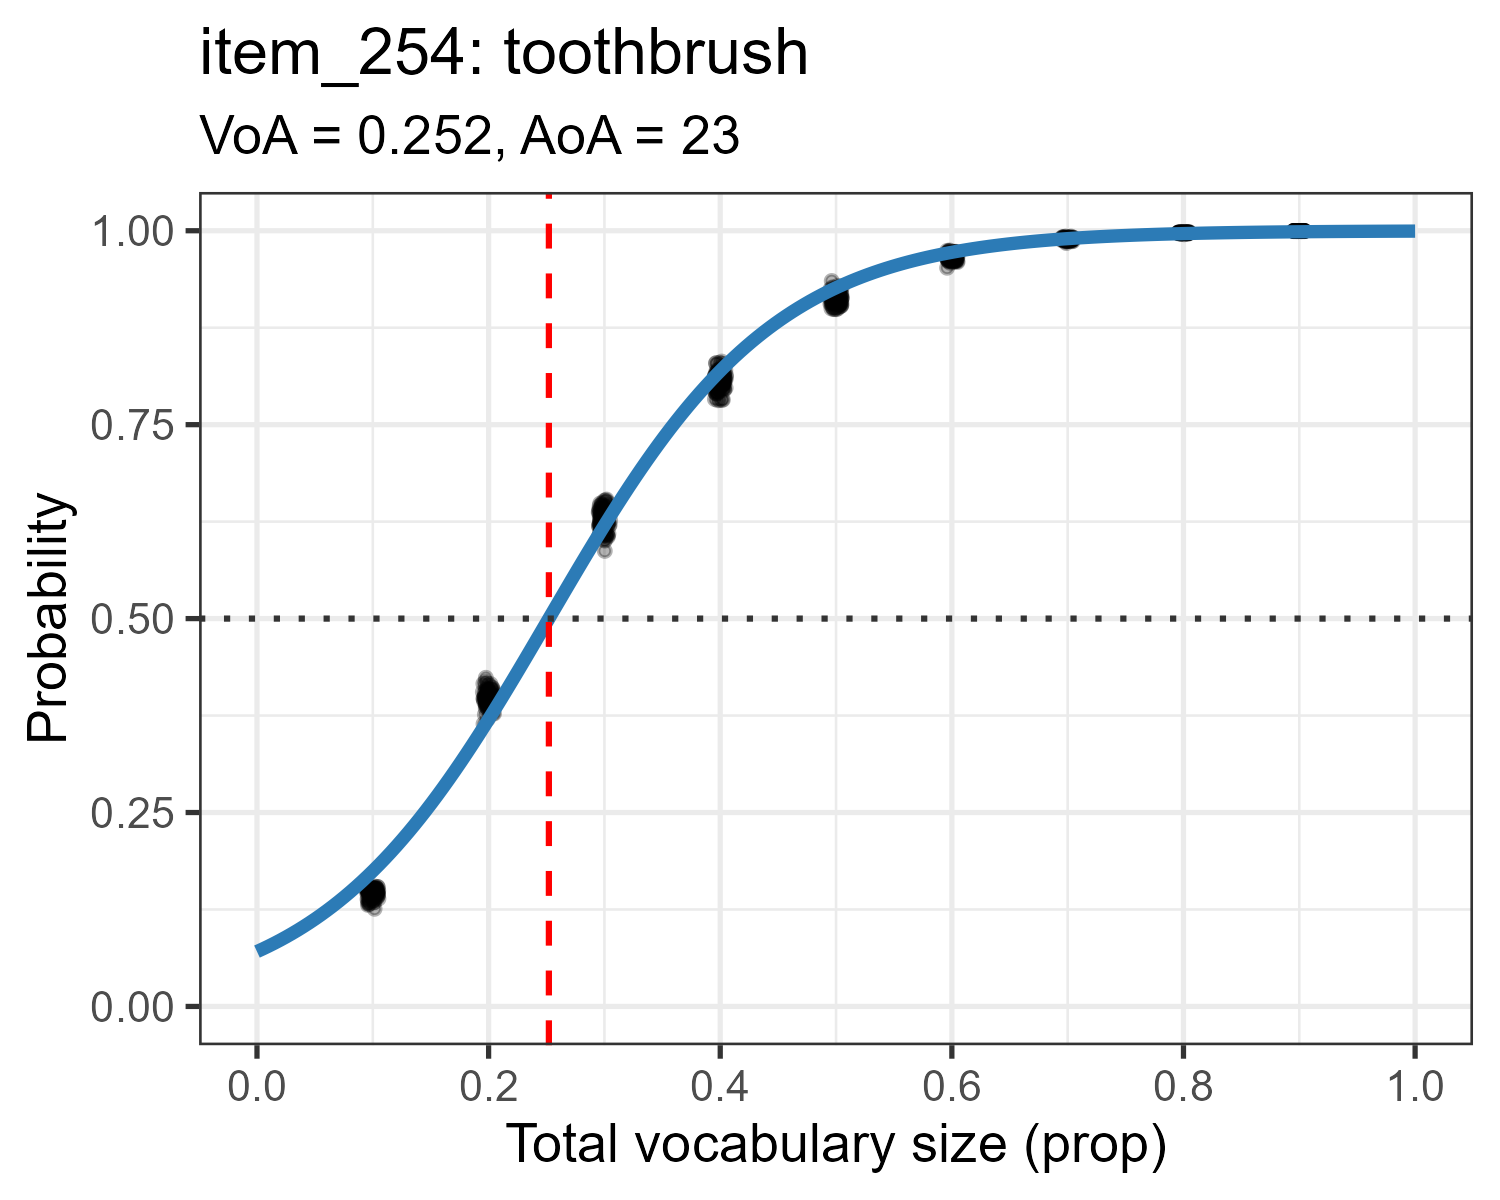 item_254: toothbrush
VoA = 0.252, AoA = 23
1.00
0.75
0.50
0.25
0.00
Probability
0.0 0.2 0.4 0.6 0.8 1.0
Total vocabulary size (prop)